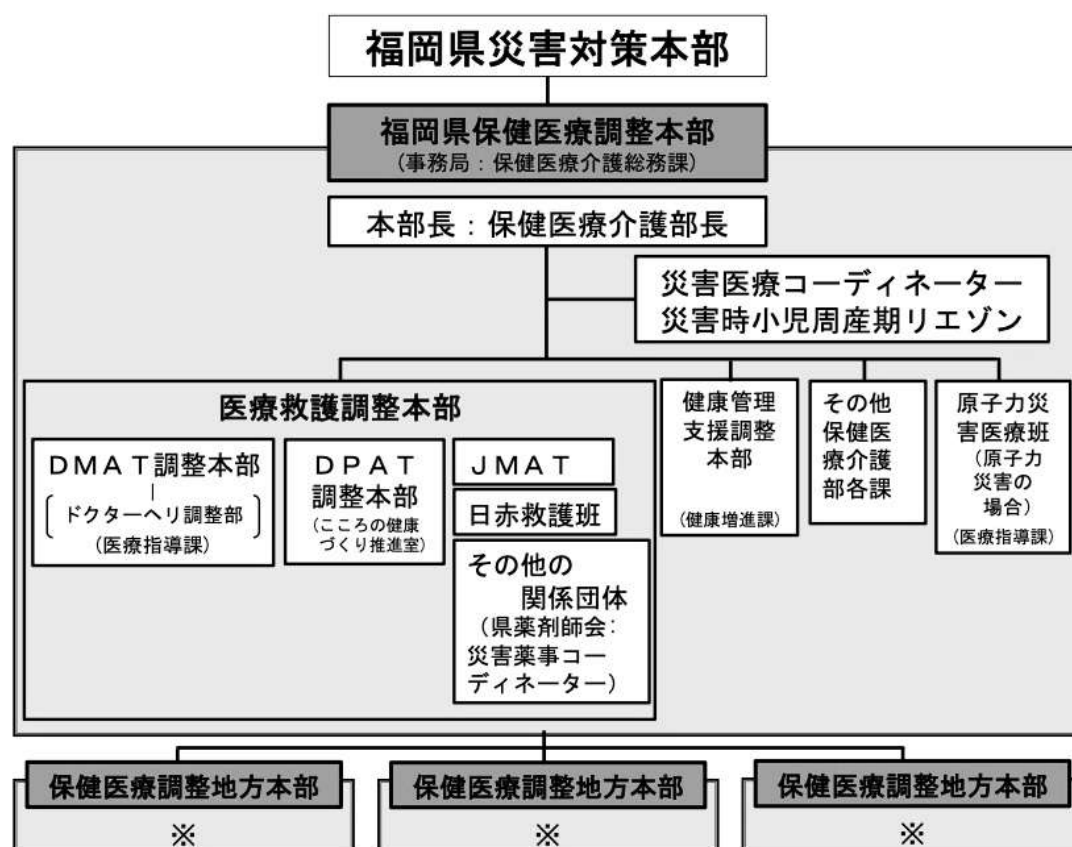 福岡県災害対策本部
福岡県保健医療調整本部
(事務局：保健医療介護総務課)
本部長：保健医療介護部長
災害医療コーディネーター
災害時小児周産期リエゾン
医療救護調整本部
DMAT調整本部
ドクターヘリ調整部
(医療指導課)
DPAT
調整本部
(こころの健康
づくり推進室)
JMAT
日赤救護班
その他の
関係団体
(県薬剤師会:
災害薬事コー
ディネーター)
健康管理
支援調整
本部
(健康増進課)
その他
保健医
療介護
部各課
原子力災
害医療班
(原子力
災害の
場合)
(医療指導課)
保健医療調整地方本部
※
保健医療調整地方本部
※
保健医療調整地方本部
※